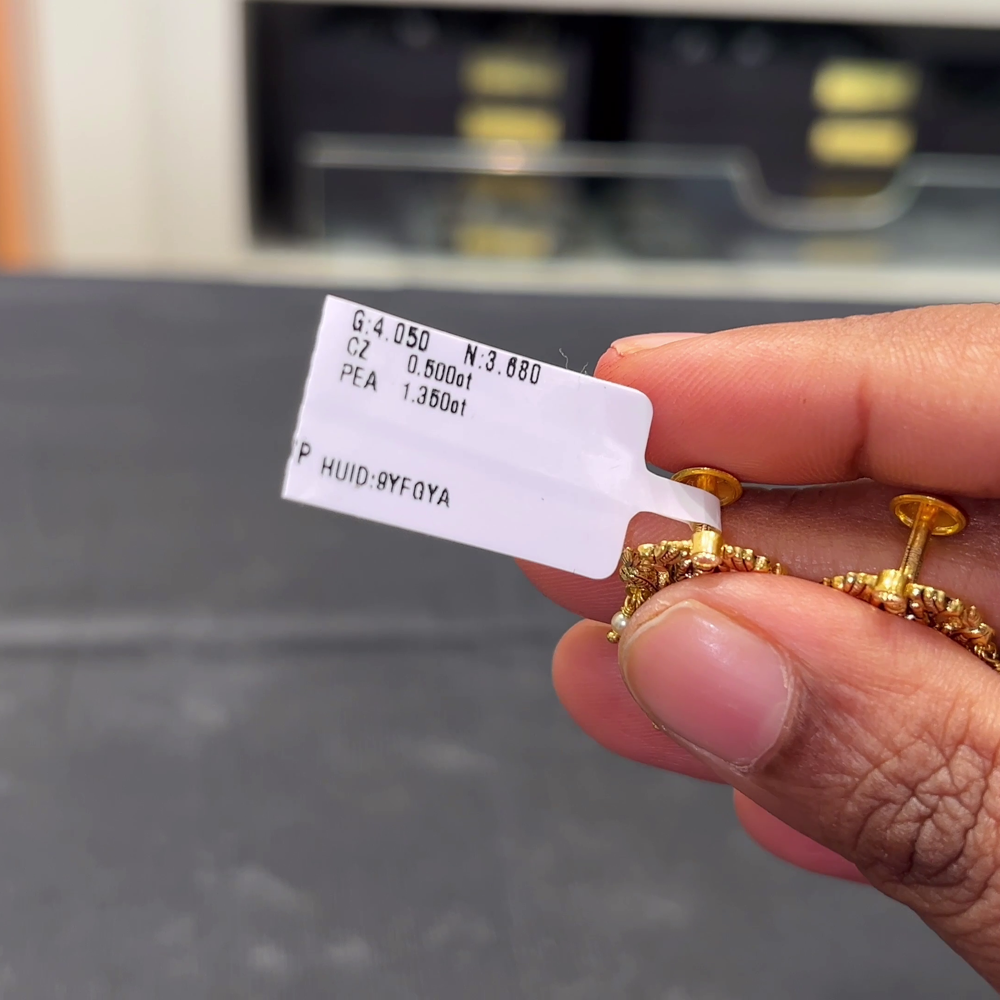 G:4.050 N:3.680
CZ 0.500ct
PEA 1.350ct
P HUID:9YFQYA